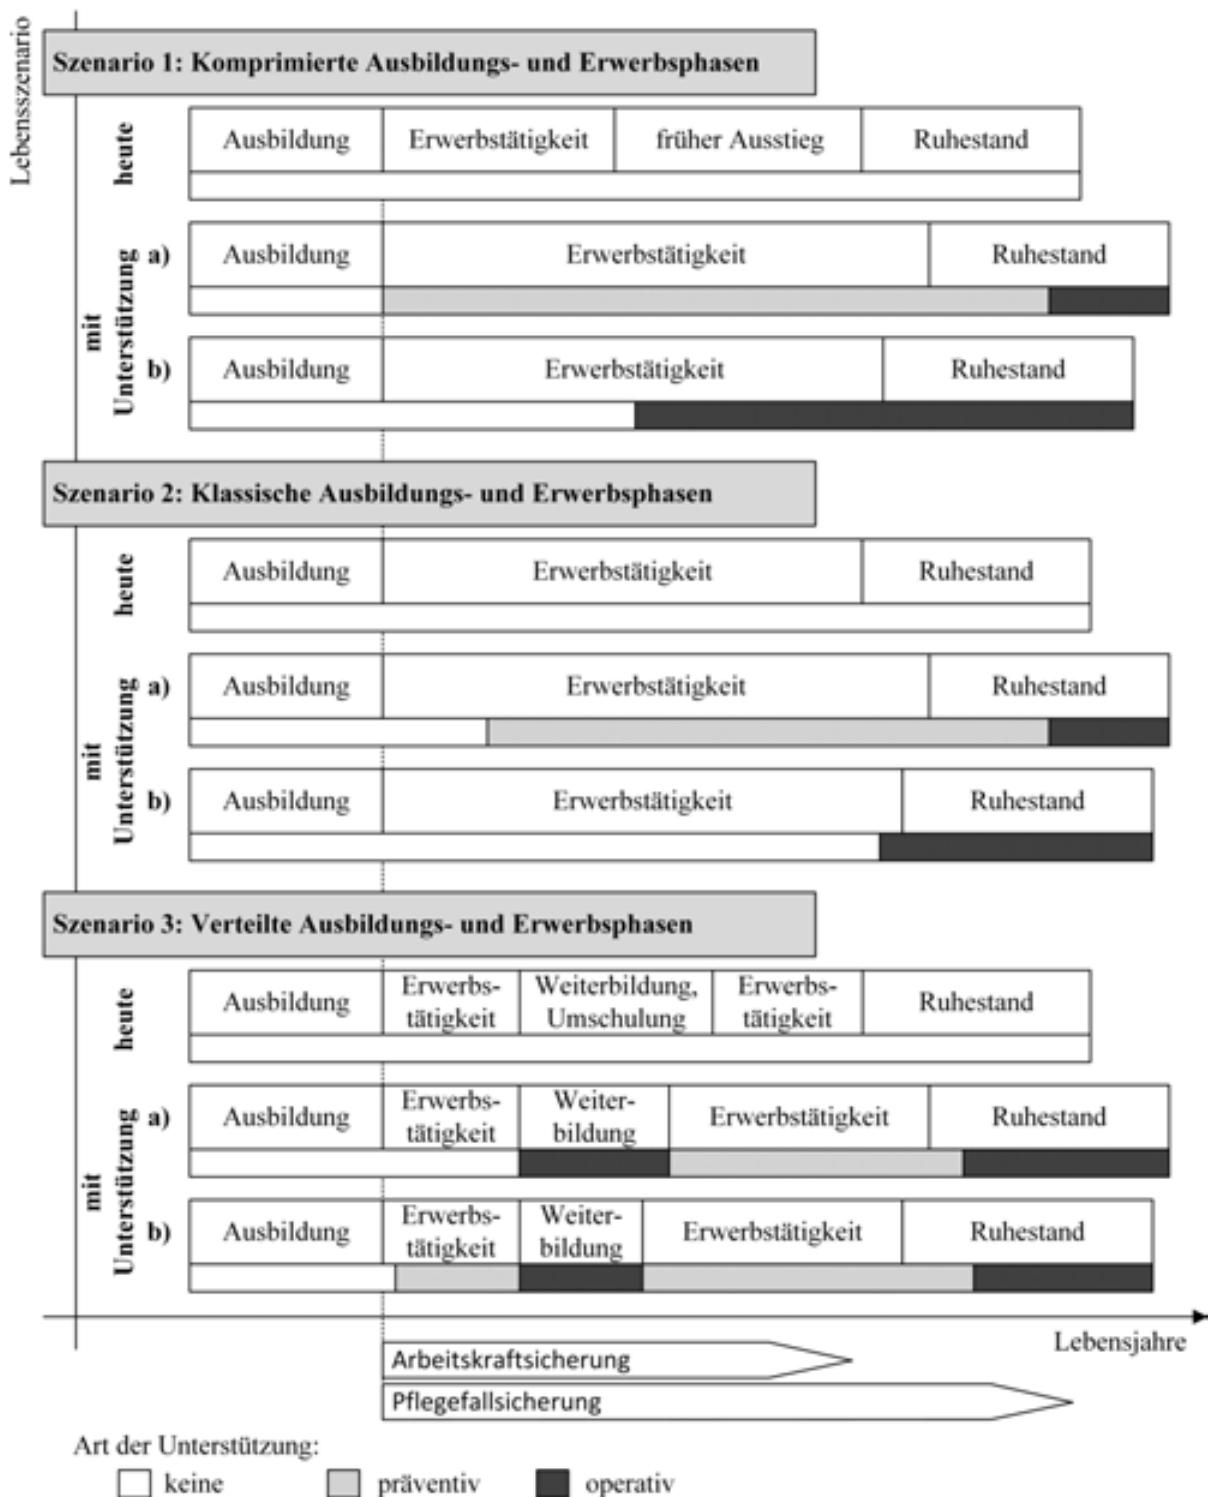 Lebensszenario
Szenario 1: Komprimierte Ausbildungs- und Erwerbsphasen
heute
Ausbildung
Erwerbstätigkeit
früher Ausstieg
Ruhestand
mit
Unterstützung
a)
Ausbildung
Erwerbstätigkeit
Ruhestand
b)
Ausbildung
Erwerbstätigkeit
Ruhestand
Szenario 2: Klassische Ausbildungs- und Erwerbsphasen
heute
Ausbildung
Erwerbstätigkeit
Ruhestand
mit
Unterstützung
a)
Ausbildung
Erwerbstätigkeit
Ruhestand
b)
Ausbildung
Erwerbstätigkeit
Ruhestand
Szenario 3: Verteilte Ausbildungs- und Erwerbsphasen
heute
Ausbildung
Erwerbs-
tätigkeit
Weiterbildung,
Umschulung
Erwerbs-
tätigkeit
Ruhestand
mit
Unterstützung
a)
Ausbildung
Erwerbs-
tätigkeit
Weiter-
bildung
Erwerbstätigkeit
Ruhestand
b)
Ausbildung
Erwerbs-
tätigkeit
Weiter-
bildung
Erwerbstätigkeit
Ruhestand
Lebensjahre
Arbeitskraftsicherung
Pflegefallsicherung
Art der Unterstützung:
keine
präventiv
operativ